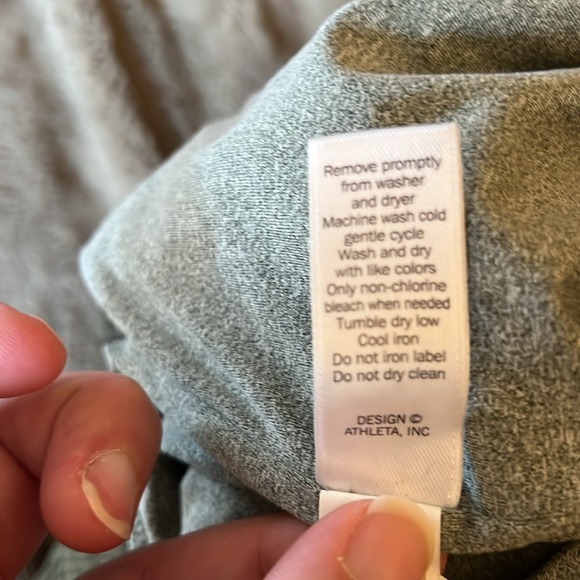 Remove promptly
from washer
and dryer
Machine wash cold
gentle cycle
Wash and dry
with like colors
Only non-chlorine
bleach when needed
Tumble dry low
Cool iron
Do not iron label
Do not dry clean
DESIGN ©
ATHLETA, INC